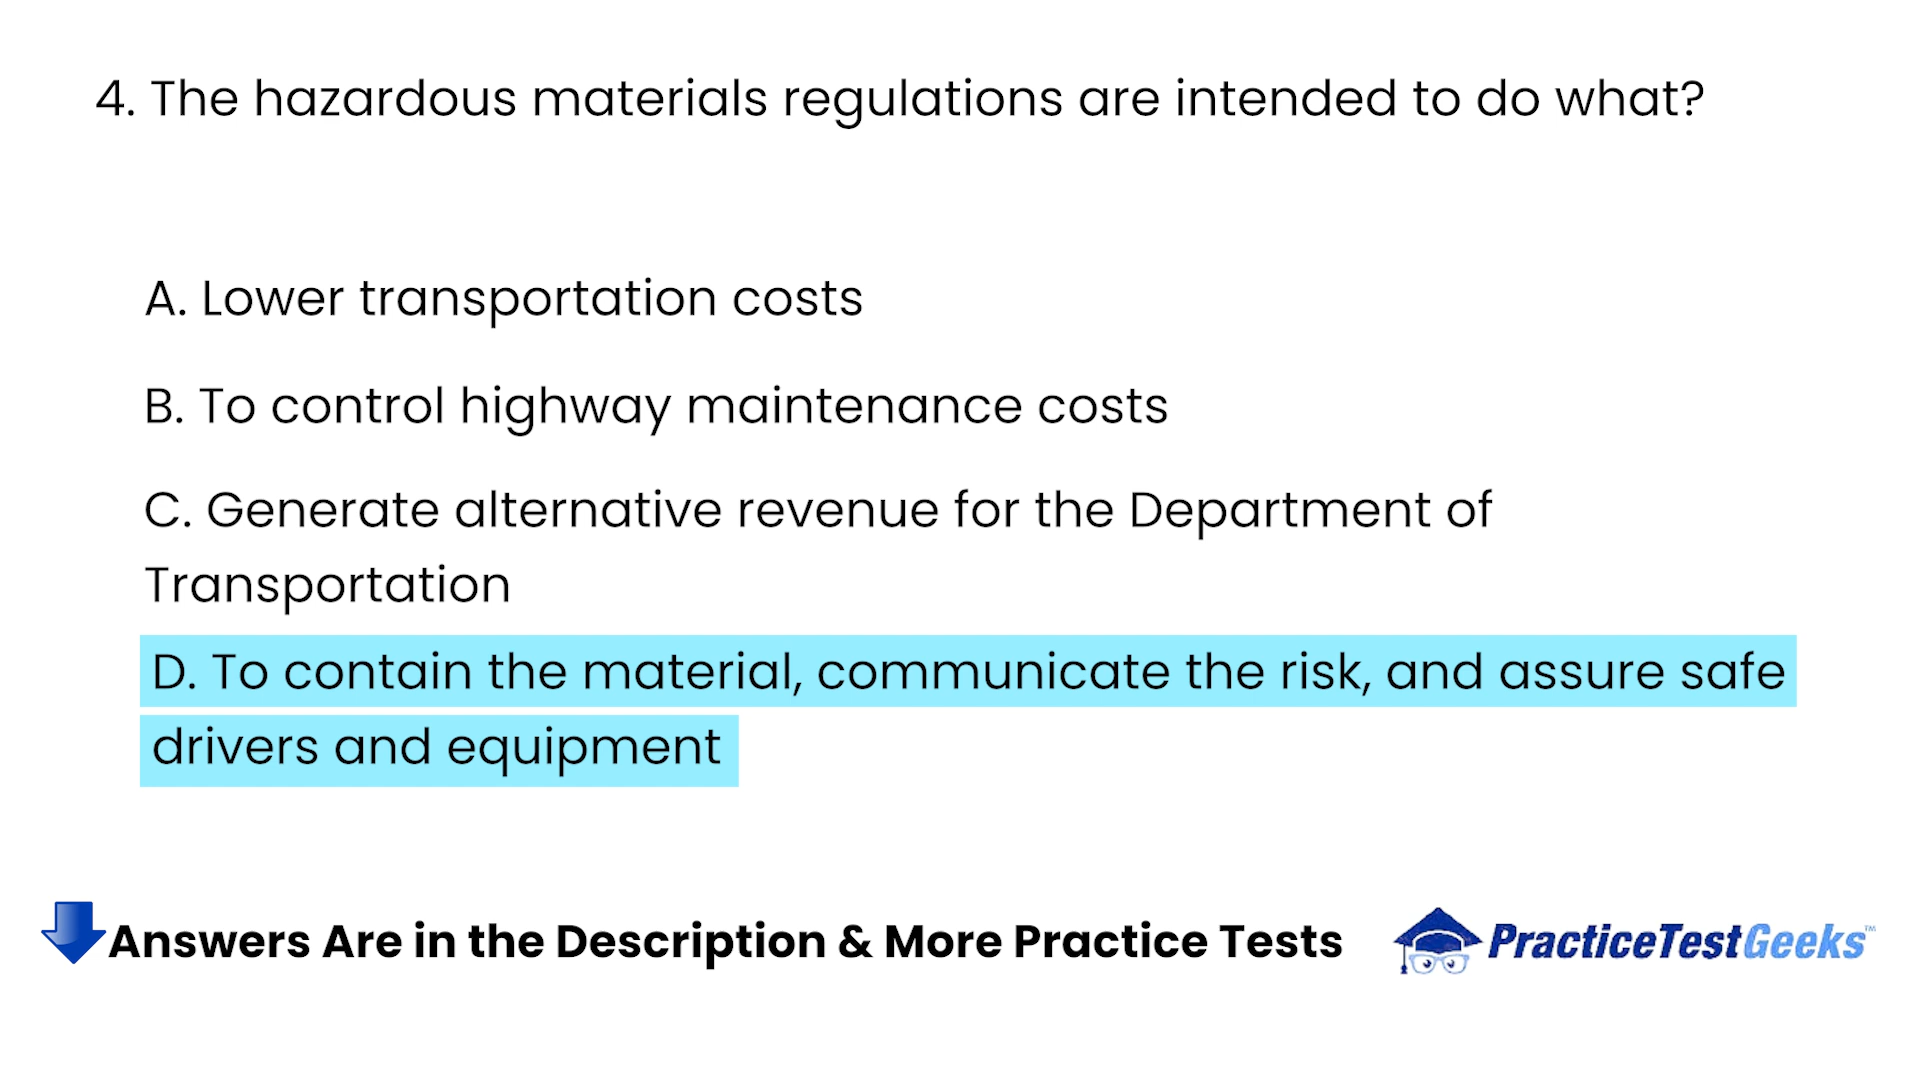 4. The hazardous materials regulations are intended to do what?
A. Lower transportation costs
B. To control highway maintenance costs
C. Generate alternative revenue for the Department of
Transportation
D. To contain the material, communicate the risk, and assure safe
drivers and equipment
Answers Are in the Description & More Practice Tests
PracticeTestGeeks™